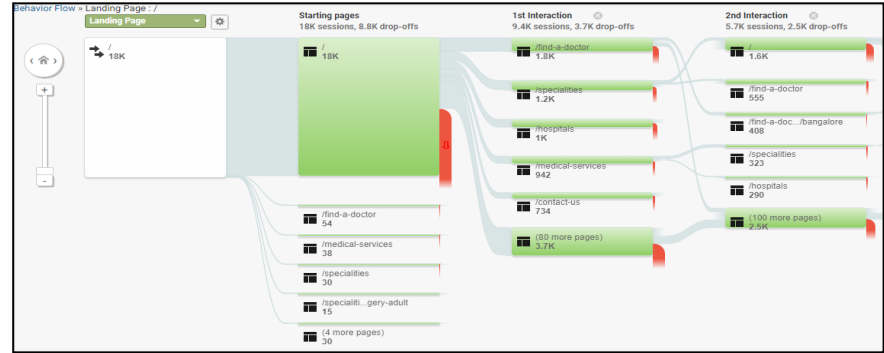 Behavior Flow » Landing Page : /
Landing Page
Starting pages
18K sessions, 8.8K drop-offs
1st Interaction
9.4K sessions, 3.7K drop-offs
2nd Interaction
5.7K sessions, 2.5K drop-offs
/
18K
/
18K
8
/find-a-doctor
54
/medical-services
38
/specialities
30
/specialiti...gery-adult
15
(4 more pages)
30
/find-a-doctor
1.8K
/specialities
1.2K
/hospitals
1K
/medical-services
942
/contact-us
734
(80 more pages)
3.7K
/
1.6K
/find-a-doctor
555
/find-a-doc.../bangalore
408
/specialities
323
/hospitals
290
(100 more pages)
2.5K
+
-